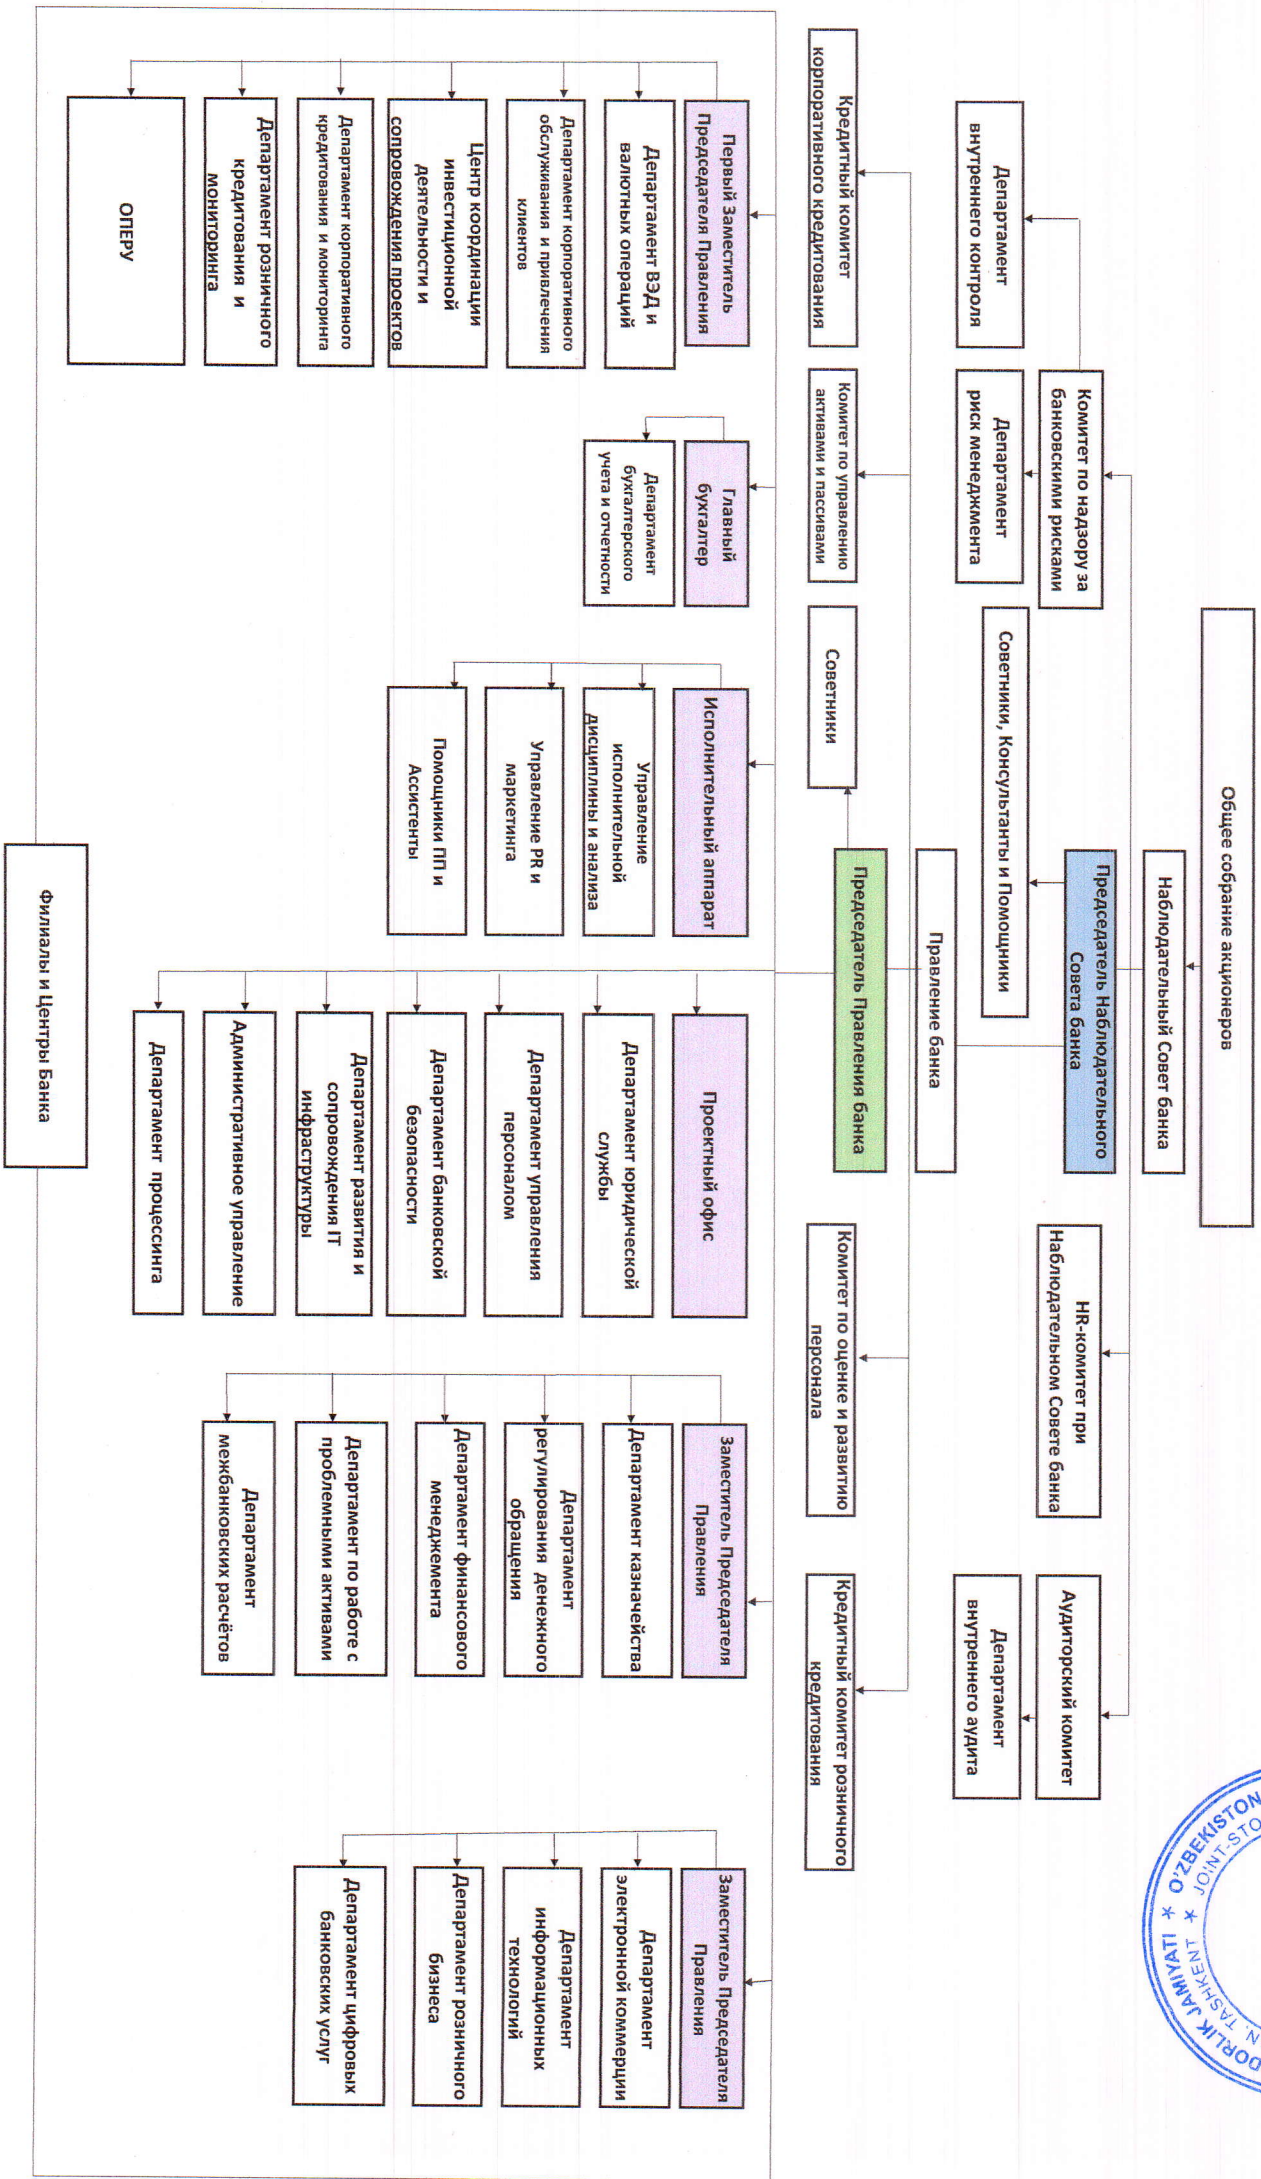 Общее собрание акционеров
Наблюдательный Совет банка
Председатель Наблюдательного
Совета банка
Комитет по надзору за
банковскими рисками
HR-комитет при
Наблюдательном Совете банка
Аудиторский комитет
Департамент
внутреннего контроля
Департамент
риск менеджмента
Советники, Консультанты и Помощники
Департамент
внутреннего аудита
Правление банка
Председатель Правления банка
Кредитный комитет
корпоративного кредитования
Комитет по управлению
активами и пассивами
Советники
Комитет по оценке и развитию
персонала
Кредитный комитет розничного
кредитования
Первый Заместитель
Председателя Правления
Департамент ВЭД и
валютных операций
Департамент корпоративного
обслуживания и привлечения
клиентов
Центр координации
инвестиционной
деятельности и
сопровождения проектов
Департамент корпоративного
кредитования и мониторинга
Департамент розничного
кредитования и
мониторинга
ОПЕРУ
Главный
бухгалтер
Департамент
бухгалтерского
учета и отчетности
Исполнительный аппарат
Управление
исполнительной
дисциплины и анализа
Управление PR и
маркетинга
Помощники ПП и
Ассистенты
Проектный офис
Департамент юридической
службы
Департамент управления
персоналом
Департамент банковской
безопасности
Департамент развития и
сопровождения IT
инфраструктуры
Административное управление
Департамент процессинга
Заместитель Председателя
Правления
Департамент казначейства
Департамент
регулирования денежного
обращения
Департамент финансового
менеджемента
Департамент по работе с
проблемными активами
Департамент
межбанковских расчётов
Заместитель Председателя
Правления
Департамент
электронной коммерции
Департамент
информационных
технологий
Департамент розничного
бизнеса
Департамент цифровых
банковских услуг
Филиалы и Центры Банка
DORLIK JAMIYATI * O'ZBEKISTON
N, TASHKENT * JOINT-STO